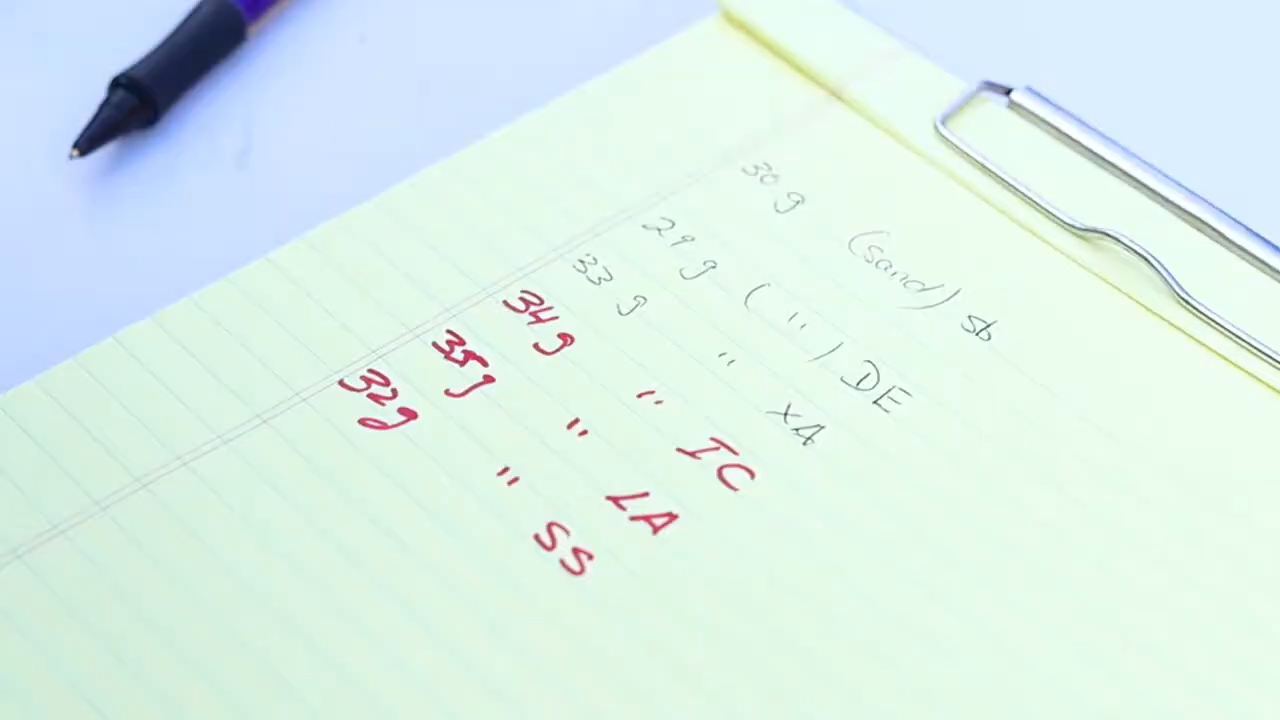 30 g (sand) sb
29 g ( " ) DE
33 g " XA
34 g " IC
35 g " LA
32 g " SS